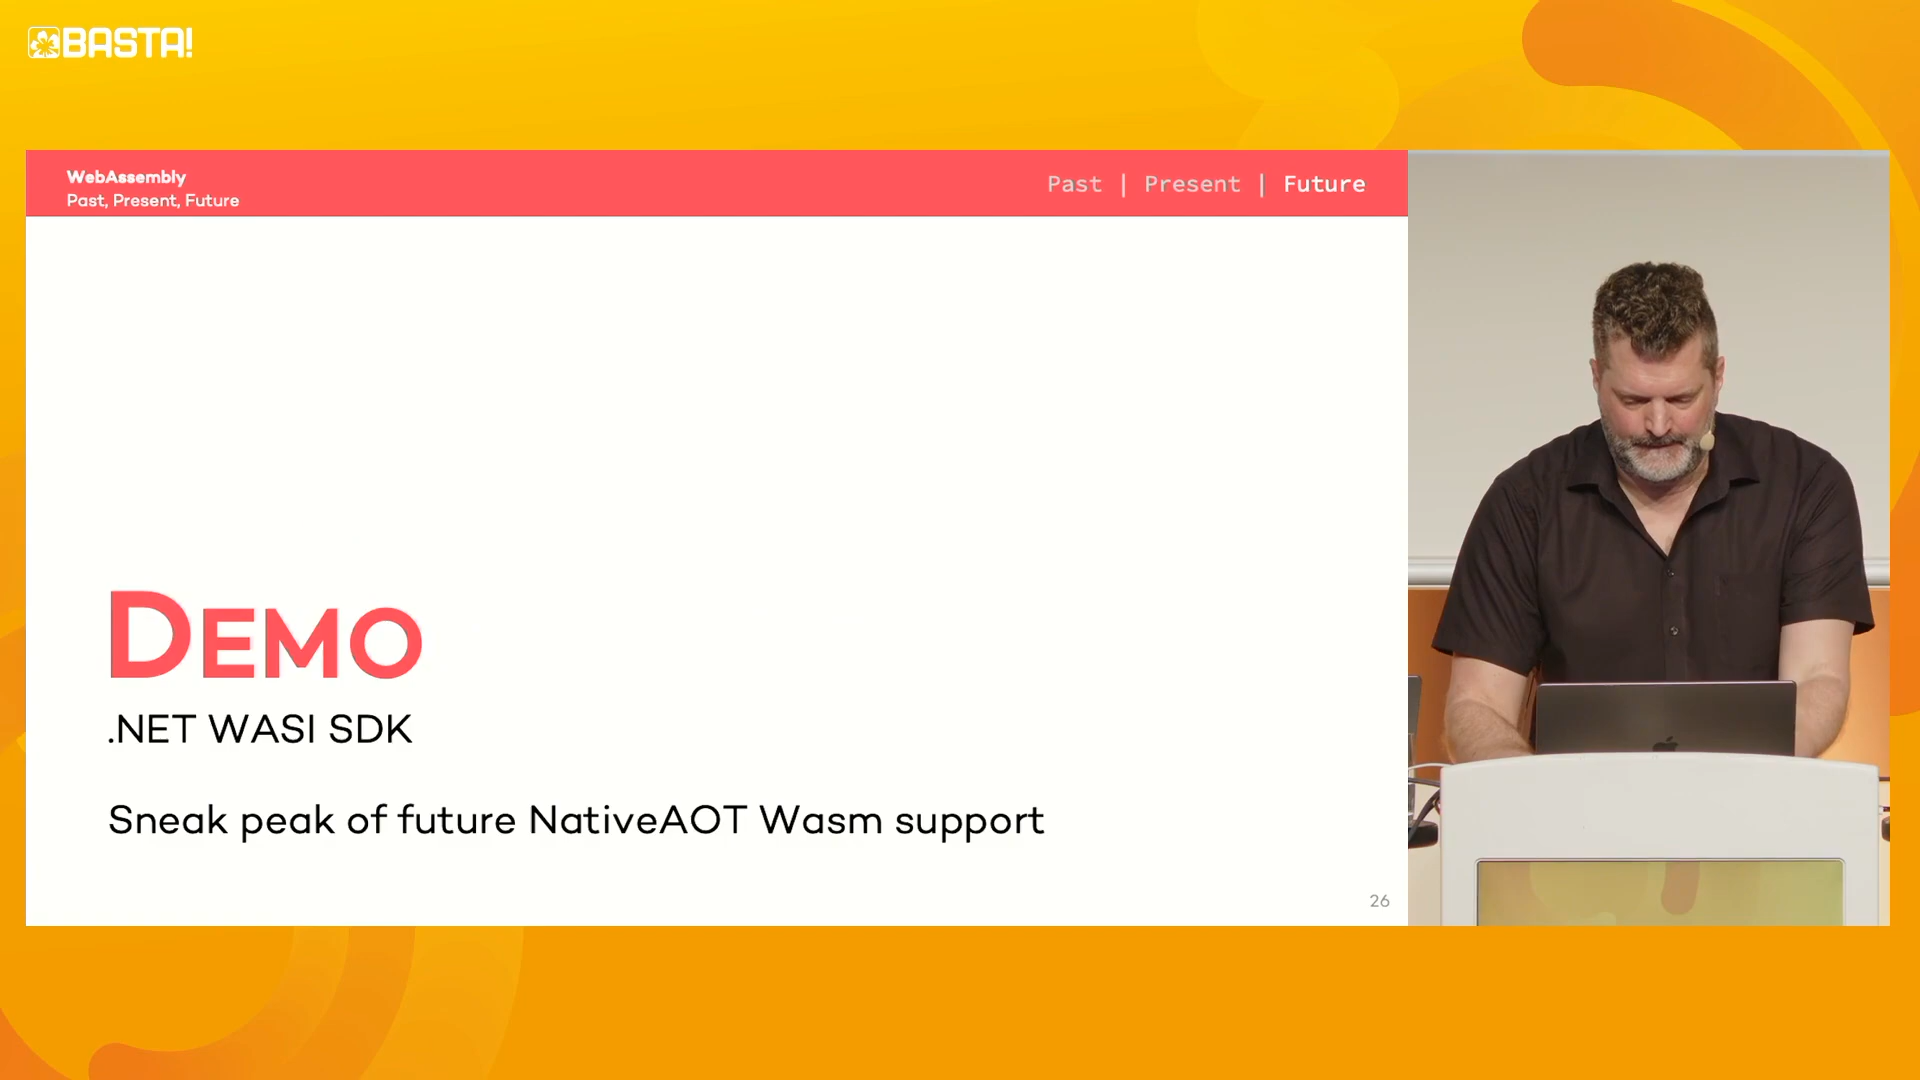 BASTA!
WebAssembly
Past, Present, Future
Past | Present | Future
DEMO
.NET WASI SDK
Sneak peak of future NativeAOT Wasm support
26